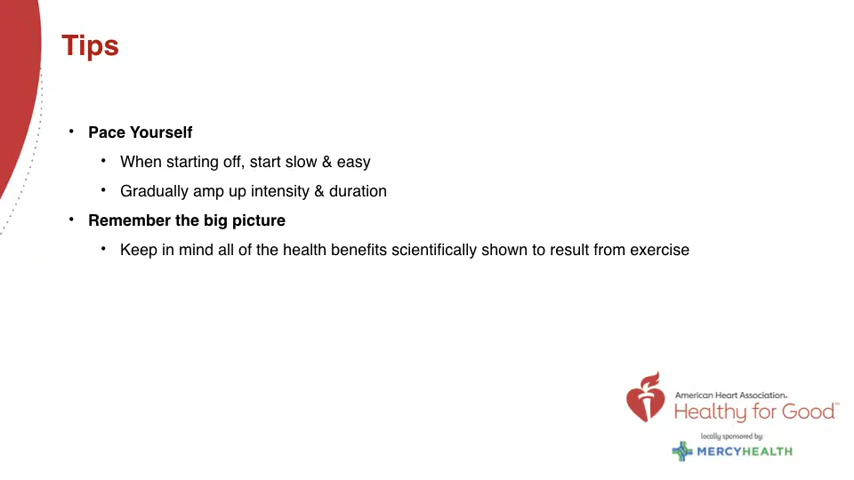 Tips
• Pace Yourself
• When starting off, start slow & easy
• Gradually amp up intensity & duration
• Remember the big picture
• Keep in mind all of the health benefits scientifically shown to result from exercise
American Heart Association.
Healthy for Good™
locally sponsored by:
MERCYHEALTH